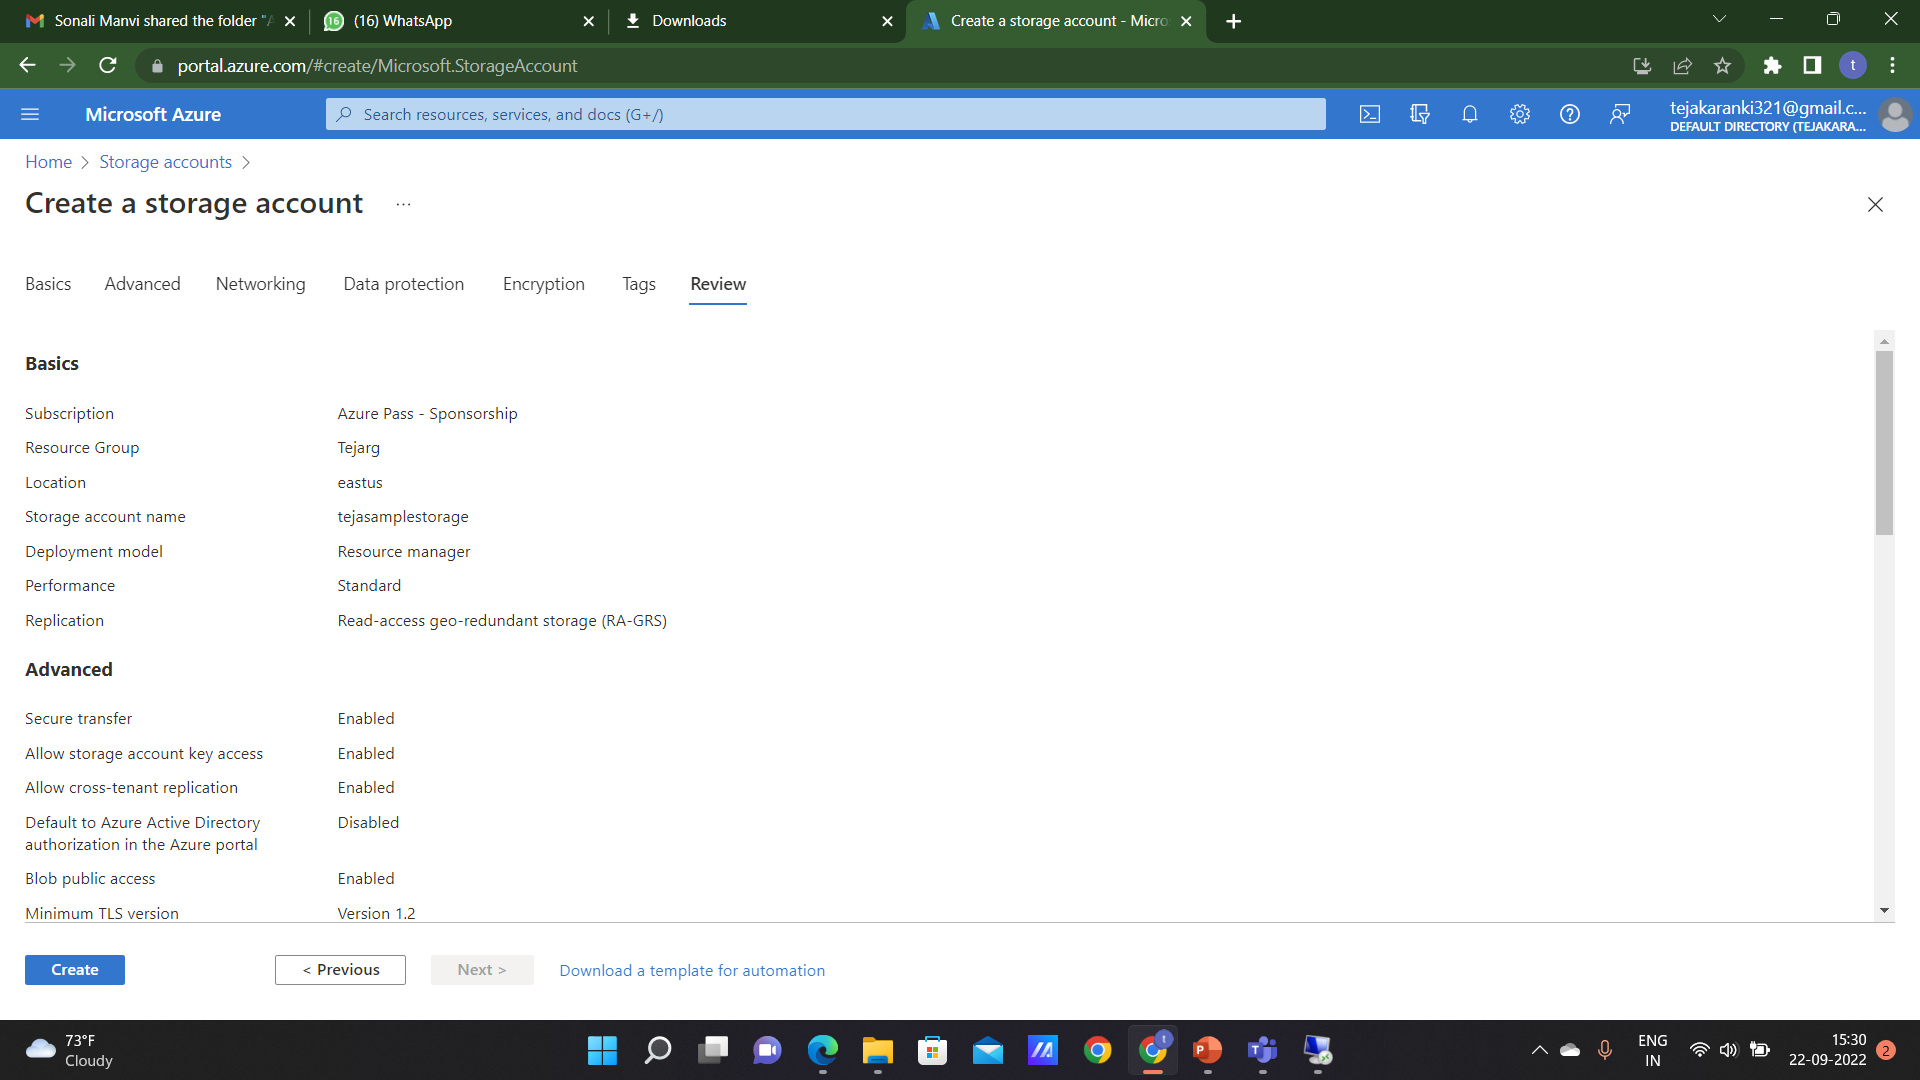 Sonali Manvi shared the folder "A
16 (16) WhatsApp
Downloads
Create a storage account - Micro
portal.azure.com/#create/Microsoft.StorageAccount
t
Microsoft Azure
Search resources, services, and docs (G+/)
tejakaranki321@gmail.c...
DEFAULT DIRECTORY (TEJAKARA...
Home > Storage accounts >
Create a storage account ...
Basics Advanced Networking Data protection Encryption Tags Review
Basics
Subscription Azure Pass - Sponsorship
Resource Group Tejarg
Location eastus
Storage account name tejasamplestorage
Deployment model Resource manager
Performance Standard
Replication Read-access geo-redundant storage (RA-GRS)
Advanced
Secure transfer Enabled
Allow storage account key access Enabled
Allow cross-tenant replication Enabled
Default to Azure Active Directory Disabled
authorization in the Azure portal
Blob public access Enabled
Minimum TLS version Version 1.2
Create < Previous Next > Download a template for automation
73°F
Cloudy
t
ENG
IN
15:30
22-09-2022
2